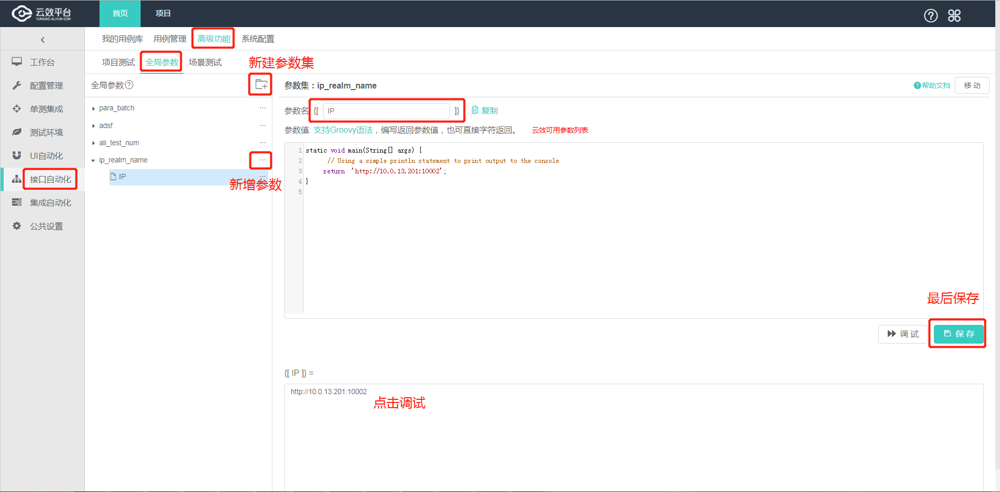 云效平台
YUNXIAO.ALIYUN.COM
首页
项目
我的用例库
用例管理
高级功能
系统配置
工作台
配置管理
单测集成
测试环境
UI自动化
接口自动化
集成自动化
公共设置
项目测试
全局参数
场景测试
新建参数集
全局参数
para_batch
adsf
ali_test_num
ip_realm_name
IP
新增参数
参数集：ip_realm_name
帮助文档
移 动
参数名 {[ IP ]} 复制
参数值: 支持Groovy语法，编写返回参数值，也可直接字符返回。 云效可用参数列表
1 static void main(String[] args) {
2 // Using a simple println statement to print output to the console
3 return 'http://10.0.13.201:10002';
4 }
5
最后保存
调 试
保 存
{[ IP ]} =
http://10.0.13.201:10002
点击调试